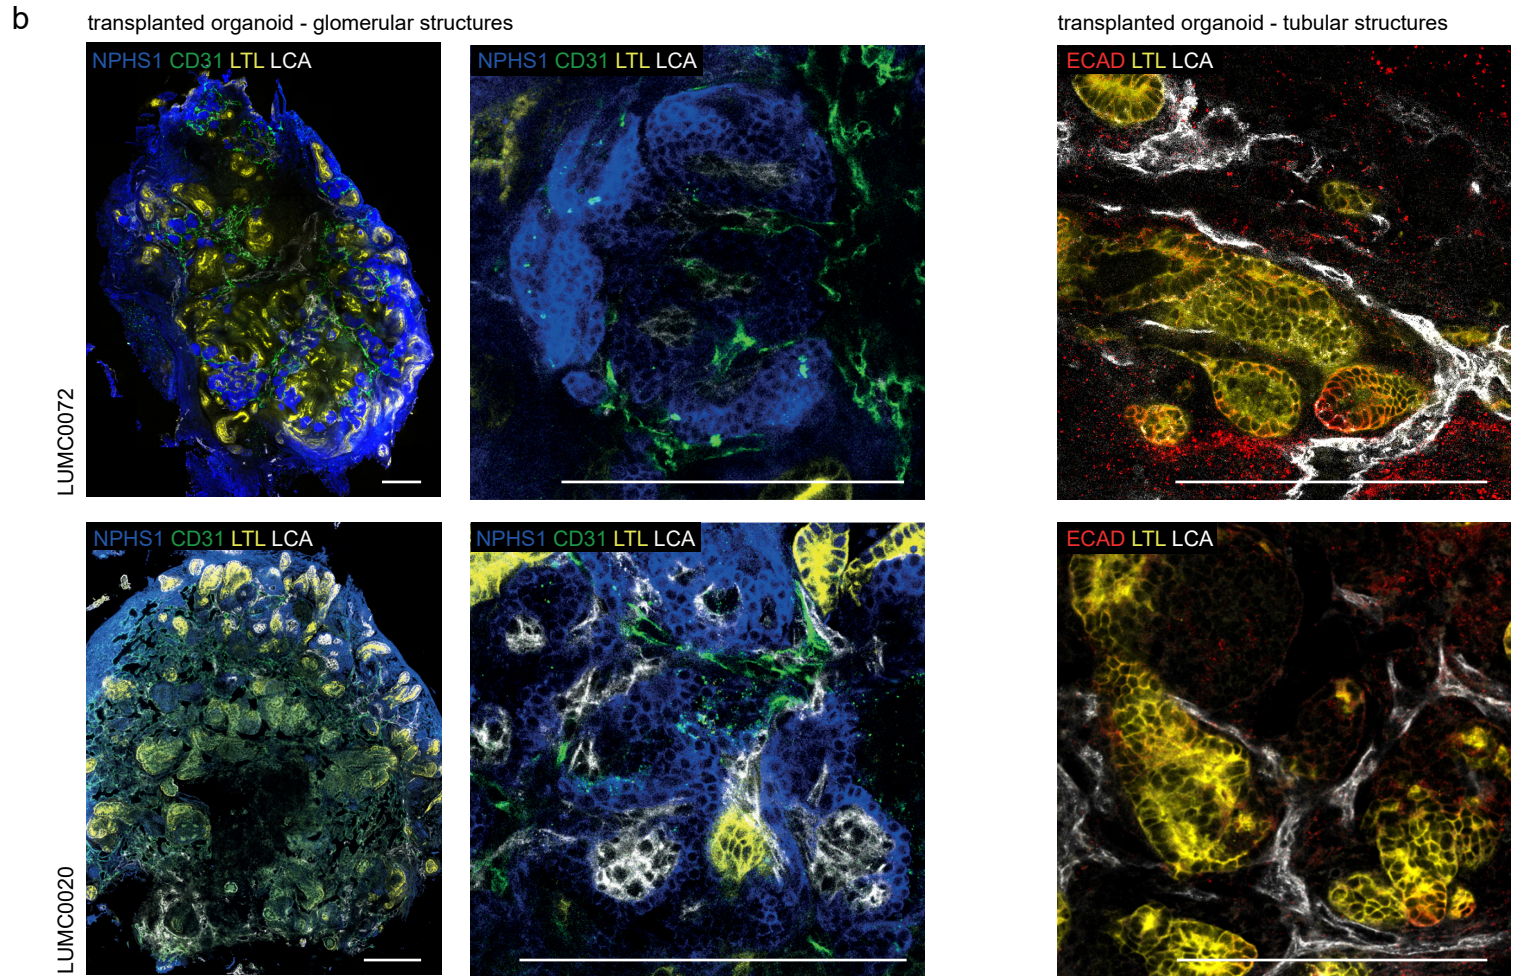 b
transplanted organoid - glomerular structures
transplanted organoid - tubular structures
NPHS1 CD31 LTL LCA
NPHS1 CD31 LTL LCA
ECAD LTL LCA
LUMC0072
NPHS1 CD31 LTL LCA
NPHS1 CD31 LTL LCA
ECAD LTL LCA
LUMC0020